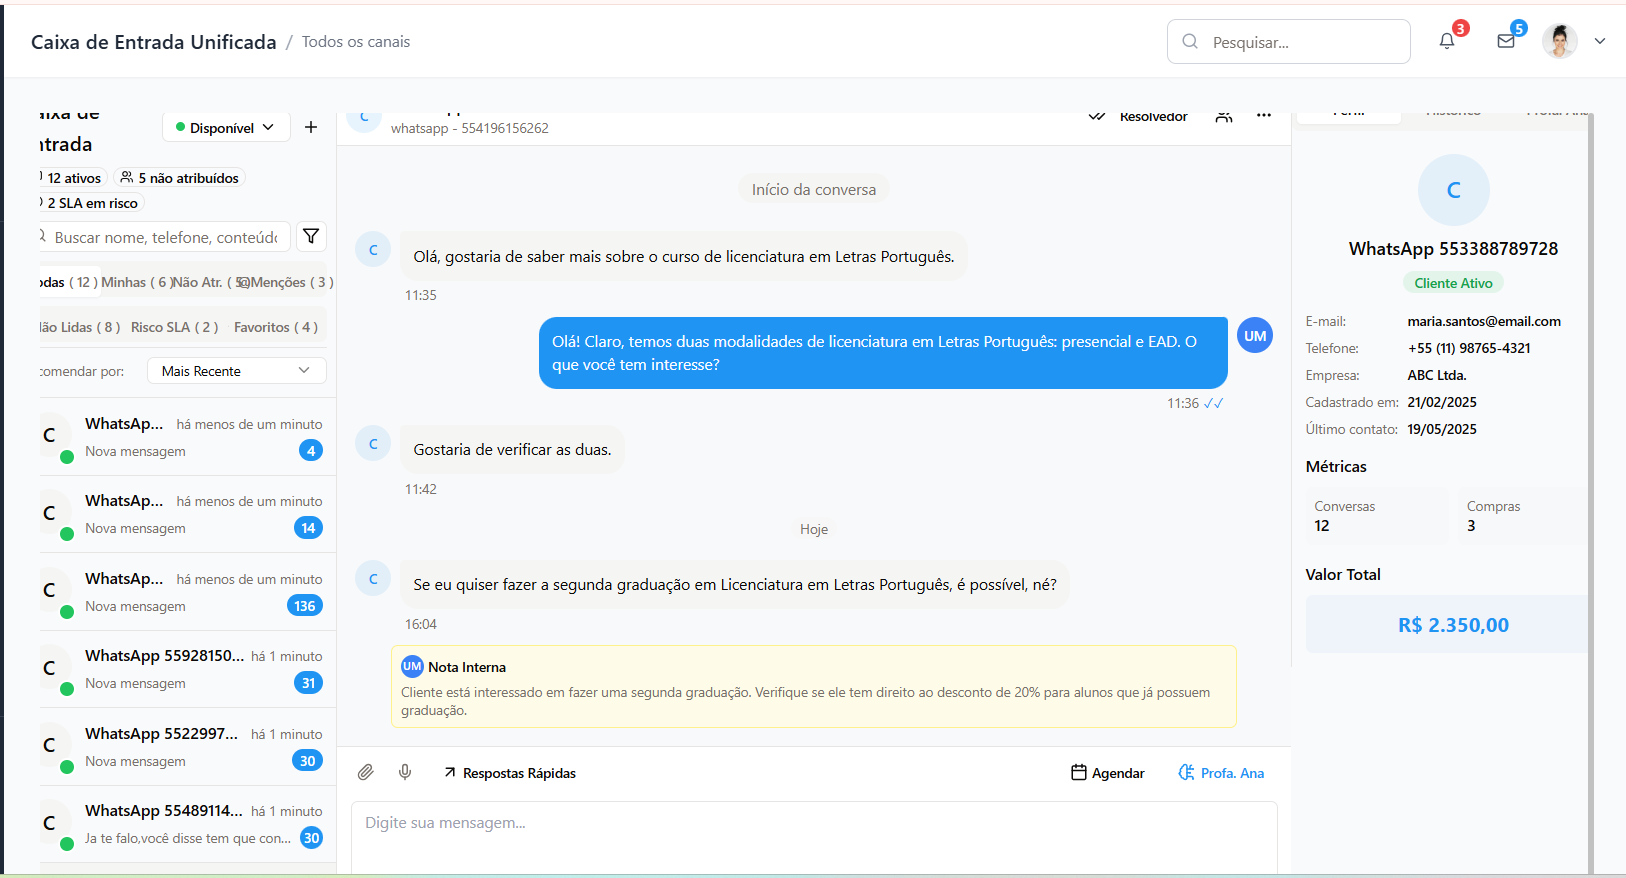 Caixa de Entrada Unificada / Todos os canais
Pesquisar...
3
5
aixa de
ntrada
Disponível
12 ativos
5 não atribuídos
2 SLA em risco
Buscar nome, telefone, conteúdo
odas ( 12 ) Minhas ( 6 ) Não Atr. ( 5 @Menções ( 3 )
ão Lidas ( 8 ) Risco SLA ( 2 ) Favoritos ( 4 )
comendar por: Mais Recente
C
WhatsAp... há menos de um minuto
Nova mensagem 4
C
WhatsAp... há menos de um minuto
Nova mensagem 14
C
WhatsAp... há menos de um minuto
Nova mensagem 136
C
WhatsApp 55928150... há 1 minuto
Nova mensagem 31
C
WhatsApp 5522997... há 1 minuto
Nova mensagem 30
C
WhatsApp 55489114... há 1 minuto
Ja te falo,você disse tem que con... 30
C
whatsapp - 554196156262
Resolvedor
Início da conversa
C
Olá, gostaria de saber mais sobre o curso de licenciatura em Letras Português.
11:35
Olá! Claro, temos duas modalidades de licenciatura em Letras Português: presencial e EAD. O
que você tem interesse?
UM
11:36
C
Gostaria de verificar as duas.
11:42
Hoje
C
Se eu quiser fazer a segunda graduação em Licenciatura em Letras Português, é possível, né?
16:04
UM Nota Interna
Cliente está interessado em fazer uma segunda graduação. Verifique se ele tem direito ao desconto de 20% para alunos que já possuem
graduação.
Respostas Rápidas
Agendar
Profa. Ana
Digite sua mensagem...
Perfil Histórico Profa. Ana
C
WhatsApp 553388789728
Cliente Ativo
E-mail: maria.santos@email.com
Telefone: +55 (11) 98765-4321
Empresa: ABC Ltda.
Cadastrado em: 21/02/2025
Último contato: 19/05/2025
Métricas
Conversas
12
Compras
3
Valor Total
R$ 2.350,00